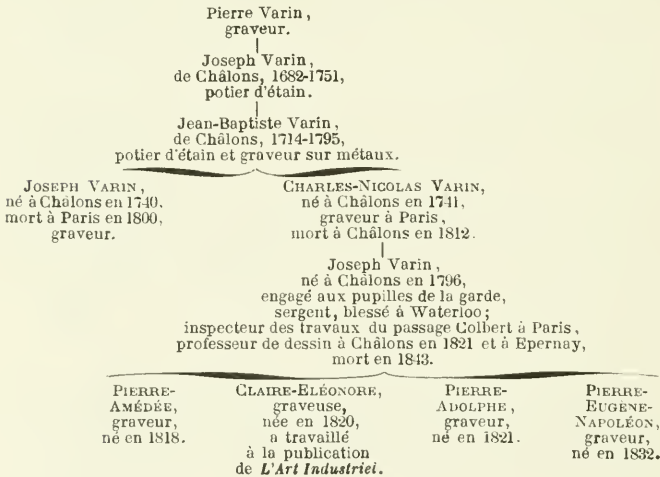 Pierre Varin,
graveur.
Joseph Varin,
de Châlons, 1682-1751,
potier d'étain.
Jean-Baptiste Varin,
de Châlons, 1714-1795,
potier d'étain et graveur sur métaux.
JOSEPH VARIN,
né à Châlons en 1740,
mort à Paris en 1800,
graveur.
CHARLES-NICOLAS VARIN,
né à Châlons en 1741,
graveur à Paris,
mort à Châlons en 1812.
Joseph Varin,
né à Châlons en 1796,
engagé aux pupilles de la garde,
sergent, blessé à Waterloo;
inspecteur des travaux du passage Colbert à Paris,
professeur de dessin à Châlons en 1821 et à Epernay,
mort en 1843.
PIERRE-
AMÉDÉE,
graveur,
né en 1818.
CLAIRE-ELÉONORE,
graveuse,
née en 1820,
a travaillé
à la publication
de L'Art Industriel.
PIERRE-
ADOLPHE,
graveur,
né en 1821.
PIERRE-
EUGÈNE-
NAPOLÉON,
graveur,
né en 1832.